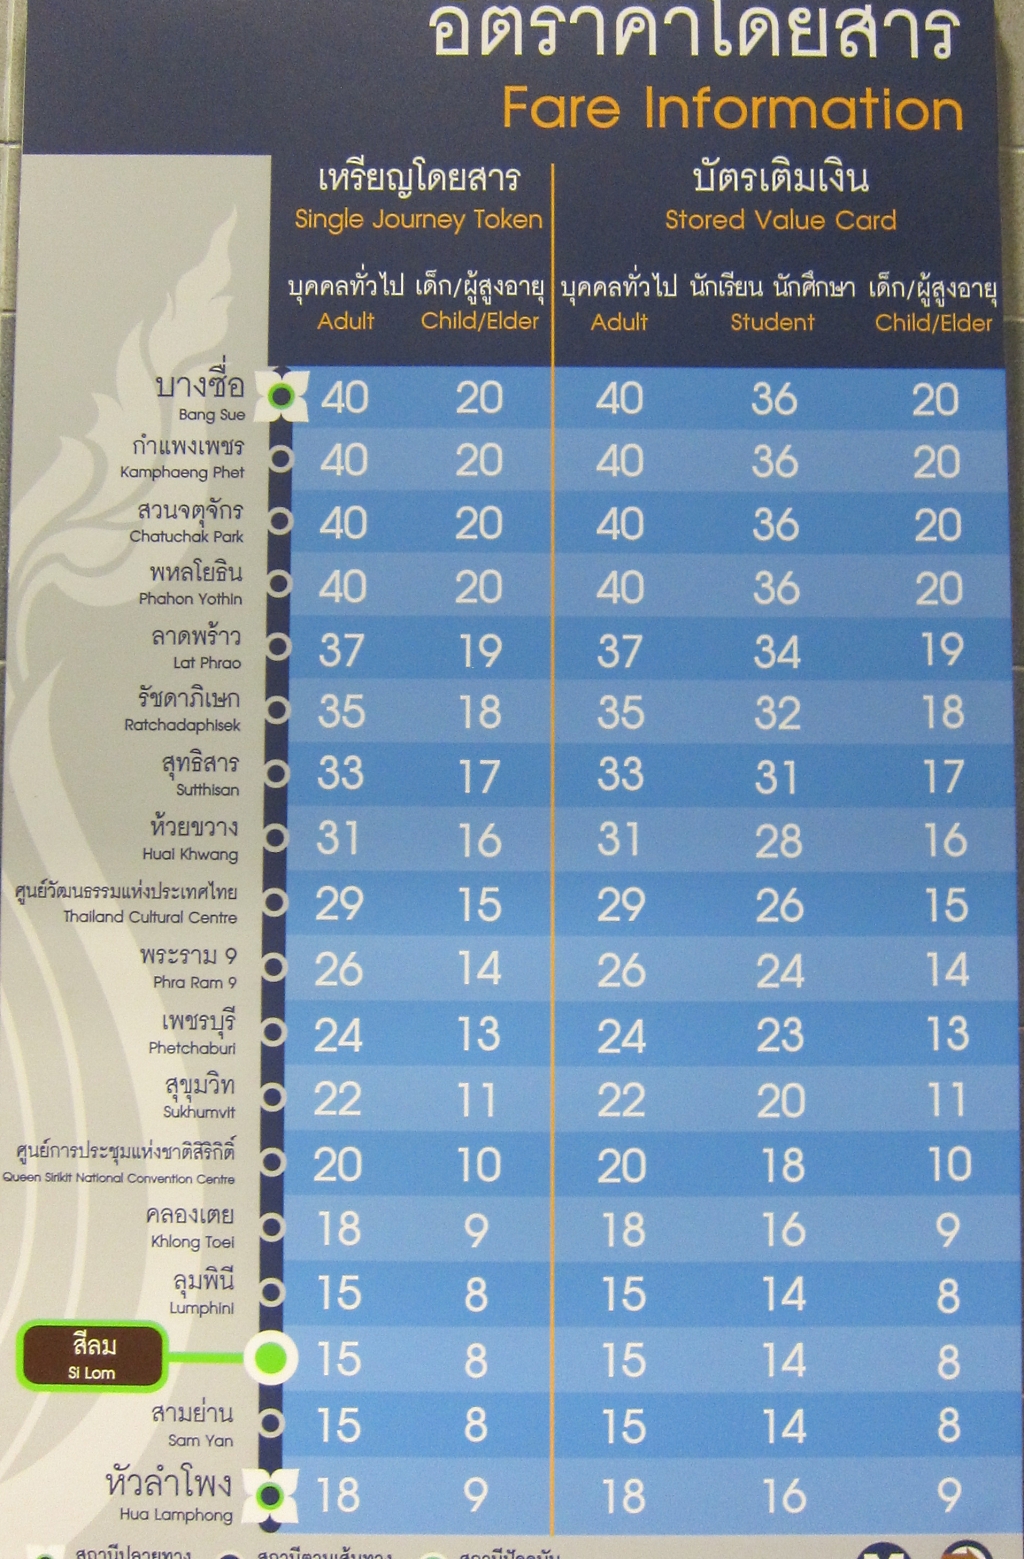 อัตราค่าโดยสาร
Fare Information
เหรียญโดยสาร บัตรเติมเงิน
Single Journey Token Stored Value Card
บุคคลทั่วไป เด็ก/ผู้สูงอายุ บุคคลทั่วไป นักเรียน นักศึกษา เด็ก/ผู้สูงอายุ
Adult Child/Elder Adult Student Child/Elder
บางซื่อ
Bang Sue 40 20 40 36 20
กำแพงเพชร
Kamphaeng Phet 40 20 40 36 20
สวนจตุจักร
Chatuchak Park 40 20 40 36 20
พหลโยธิน
Phahon Yothin 40 20 40 36 20
ลาดพร้าว
Lat Phrao 37 19 37 34 19
รัชดาภิเษก
Ratchadaphisek 35 18 35 32 18
สุทธิสาร
Sutthisan 33 17 33 31 17
ห้วยขวาง
Huai Khwang 31 16 31 28 16
ศูนย์วัฒนธรรมแห่งประเทศไทย
Thailand Cultural Centre 29 15 29 26 15
พระราม 9
Phra Ram 9 26 14 26 24 14
เพชรบุรี
Phetchaburi 24 13 24 23 13
สุขุมวิท
Sukhumvit 22 11 22 20 11
ศูนย์การประชุมแห่งชาติสิริกิติ์
Queen Sirikit National Convention Centre 20 10 20 18 10
คลองเตย
Khlong Toei 18 9 18 16 9
ลุมพินี
Lumphini 15 8 15 14 8
สีลม
Si Lom 15 8 15 14 8
สามย่าน
Sam Yan 15 8 15 14 8
หัวลำโพง
Hua Lamphong 18 9 18 16 9
สถานีปลายทาง สถานีตามเส้นทาง สถานีปัจจุบัน